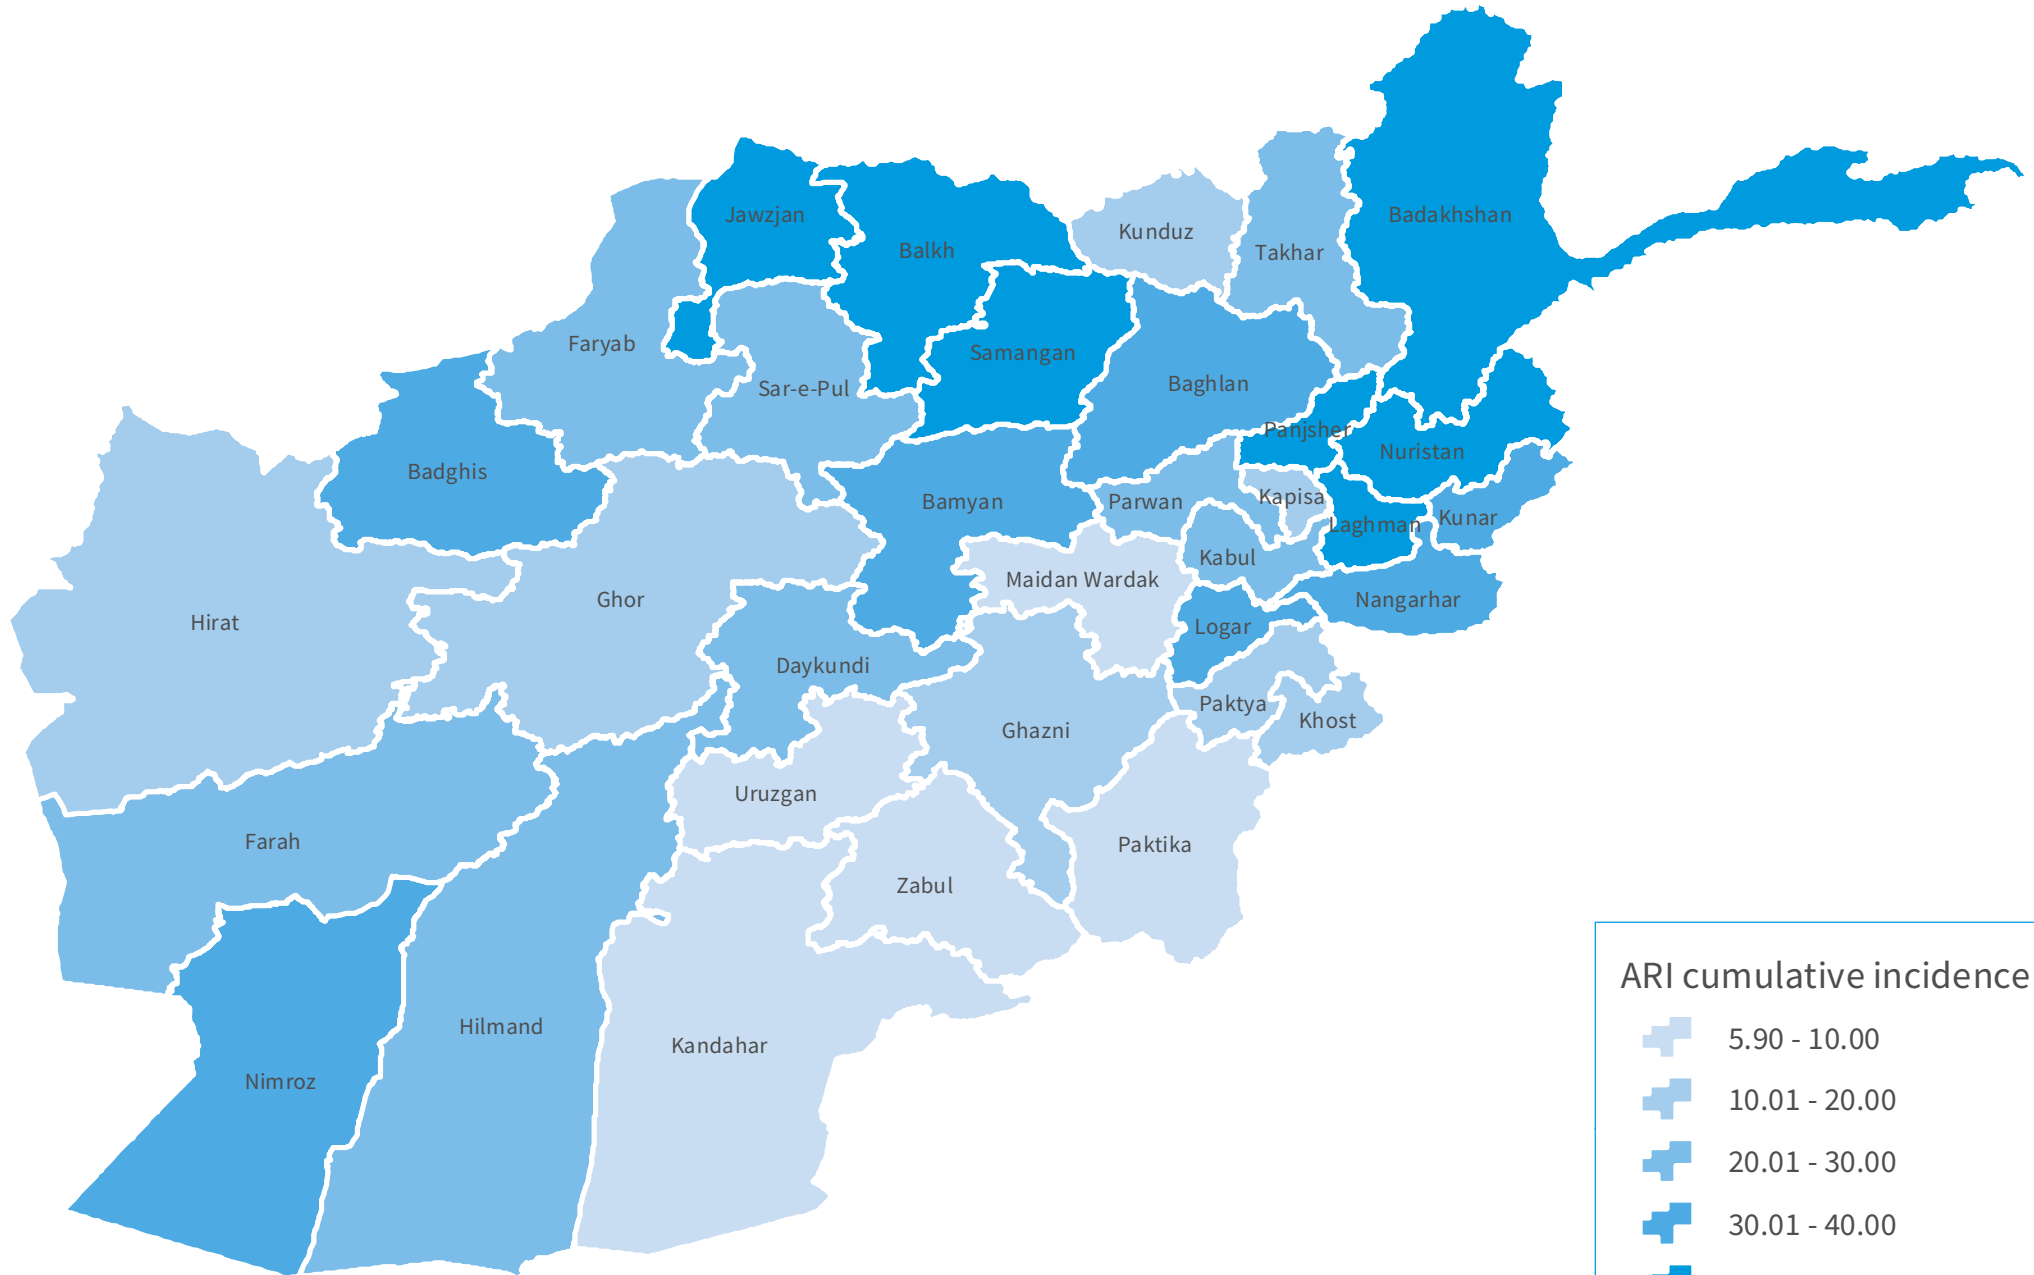 Jawzjan
Badakhshan
Kunduz
Balkh
Takhar
Faryab
Samangan
Baghlan
Sar-e-Pul
Panjsher
Nuristan
Badghis
Kapisa
Bamyan
Parwan
Kunar
Laghman
Kabul
Maidan Wardak
Ghor
Nangarhar
Hirat
Logar
Daykundi
Paktya
Khost
Ghazni
Uruzgan
Farah
Paktika
Zabul
Hilmand
Kandahar
Nimroz
ARI cumulative incidence
5.90 - 10.00
10.01 - 20.00
20.01 - 30.00
30.01 - 40.00